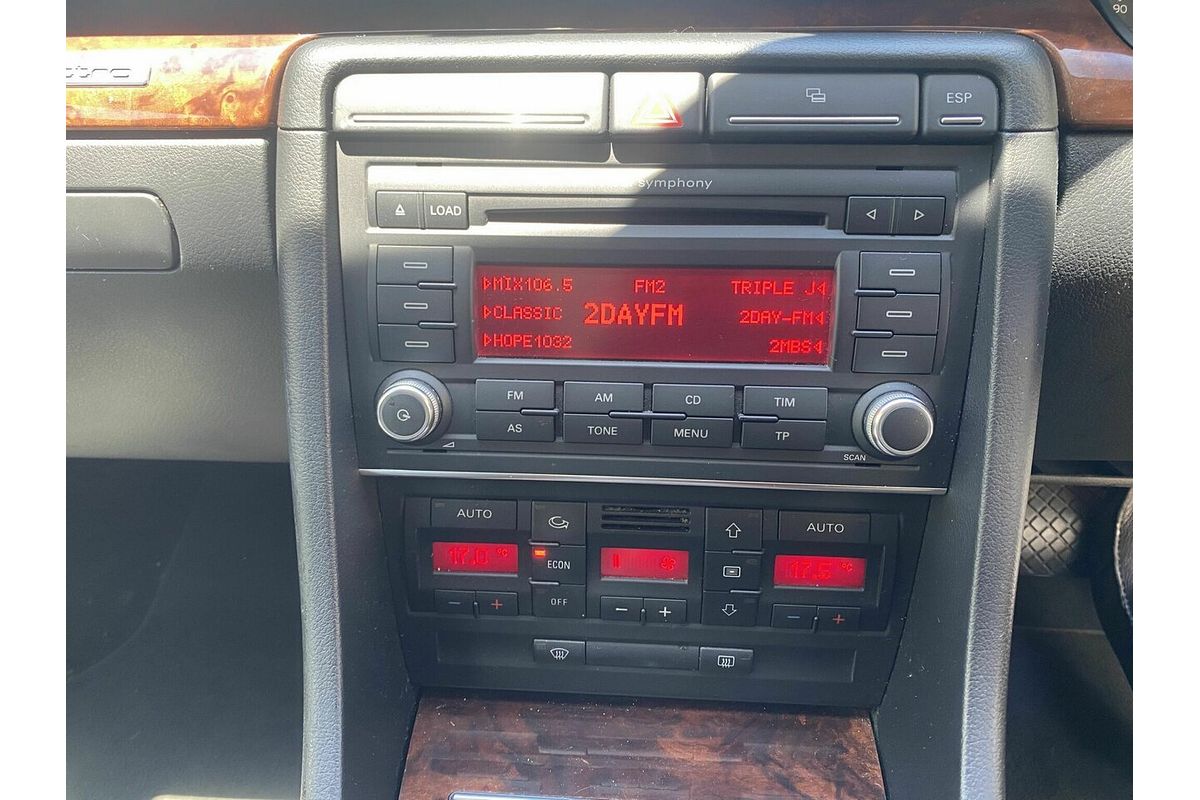 90
ESP
symphony
LOAD
MIX106.5 FM2 TRIPLE J
CLASSIC 2DAYFM 2DAY-FM
HOPE1032 2MBS
FM AM CD TIM
AS TONE MENU TP
SCAN
AUTO AUTO
17.0 °C ECON 17.5 °C
OFF